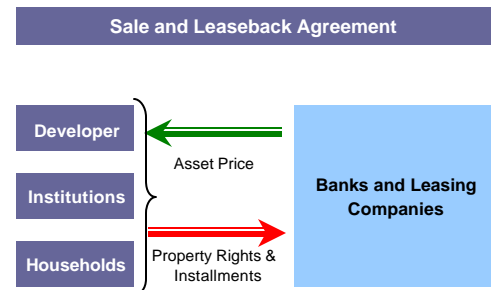 Sale and Leaseback Agreement
Developer
Institutions
Households
Asset Price
Property Rights &
Installments
Banks and Leasing
Companies